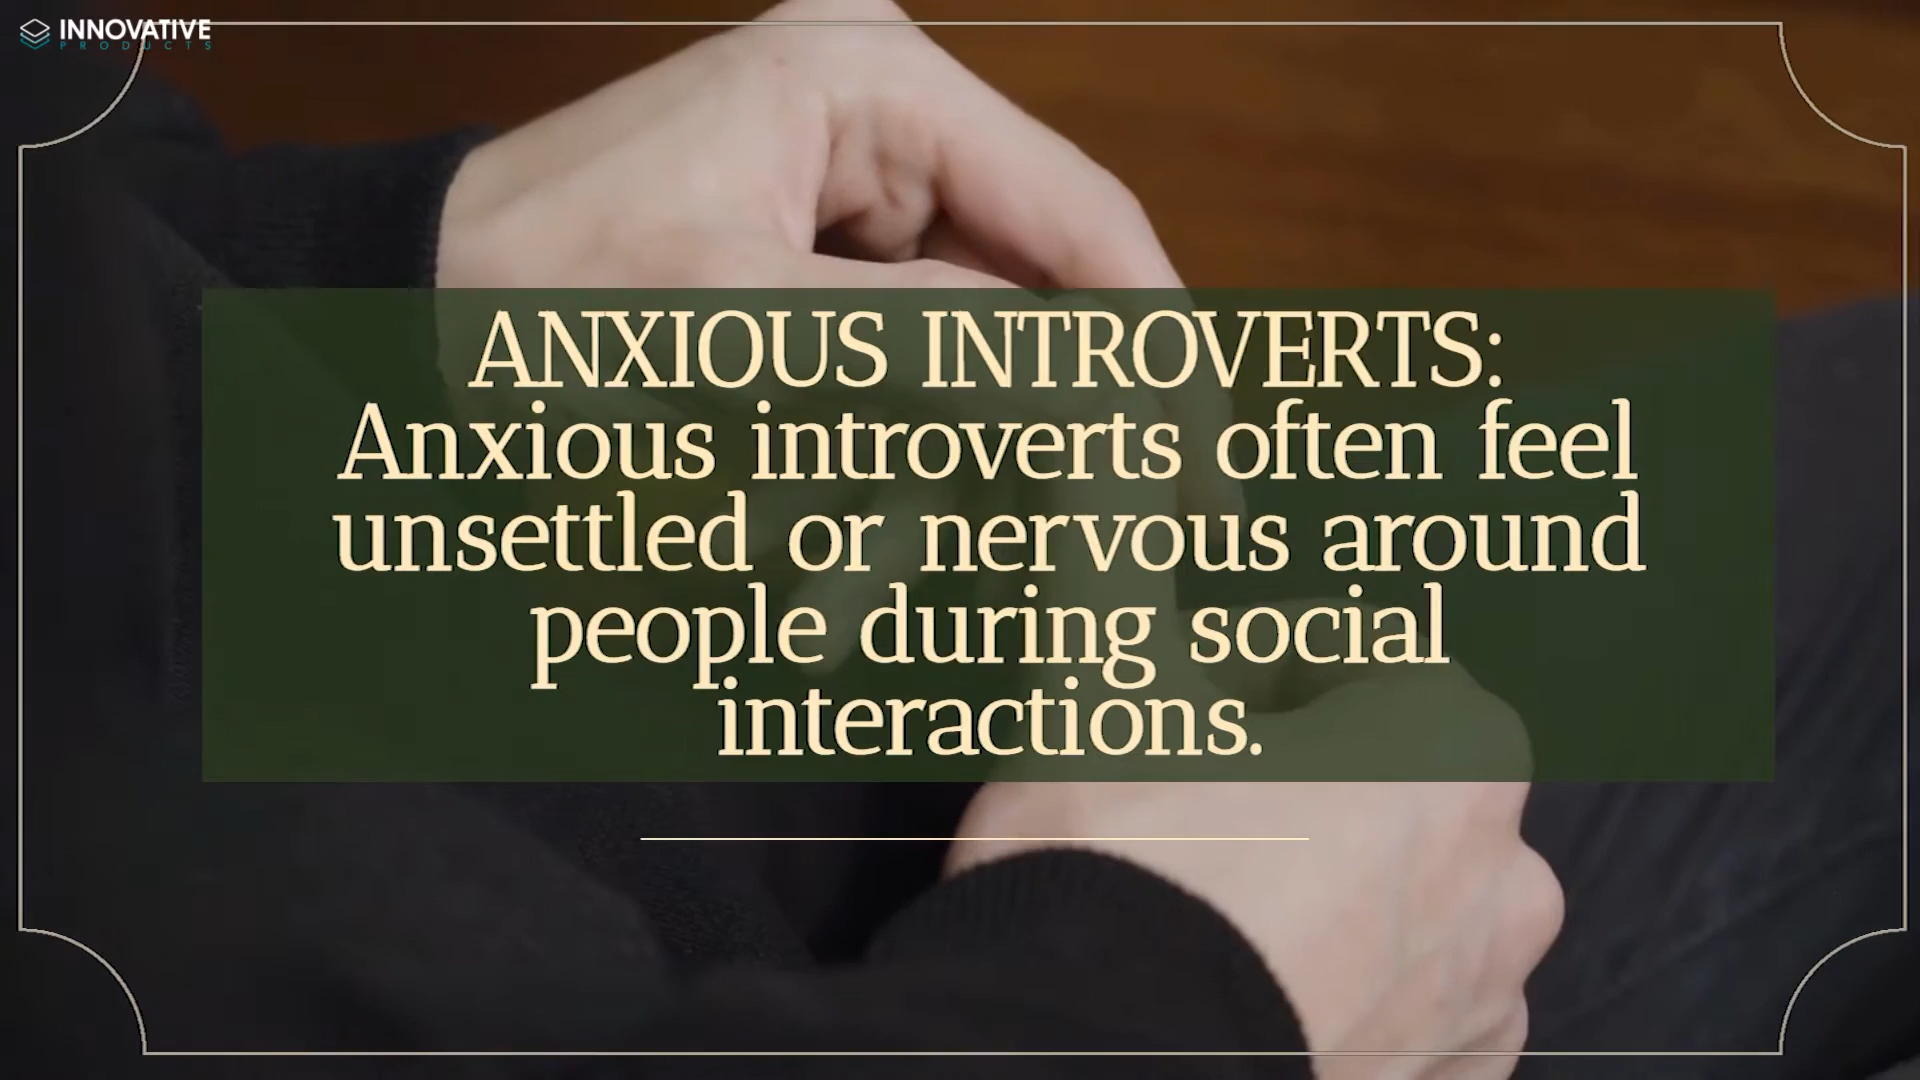 INNOVATIVE
PRODUCTS
ANXIOUS INTROVERTS:
Anxious introverts often feel
unsettled or nervous around
people during social
interactions.